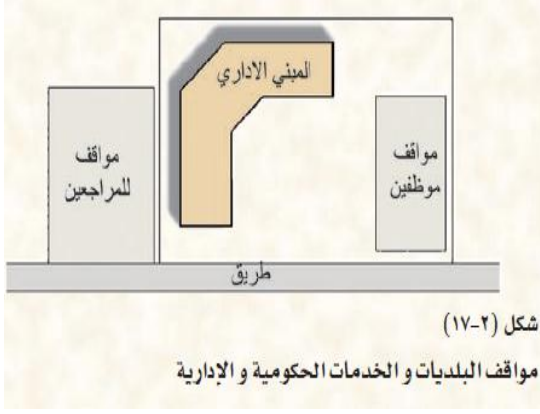 المبني الاداري
مواقف
موظفين
مواقف
للمراجعين
طريق
شكل (٢-١٧)
مواقف البلديات و الخدمات الحكومية و الإدارية